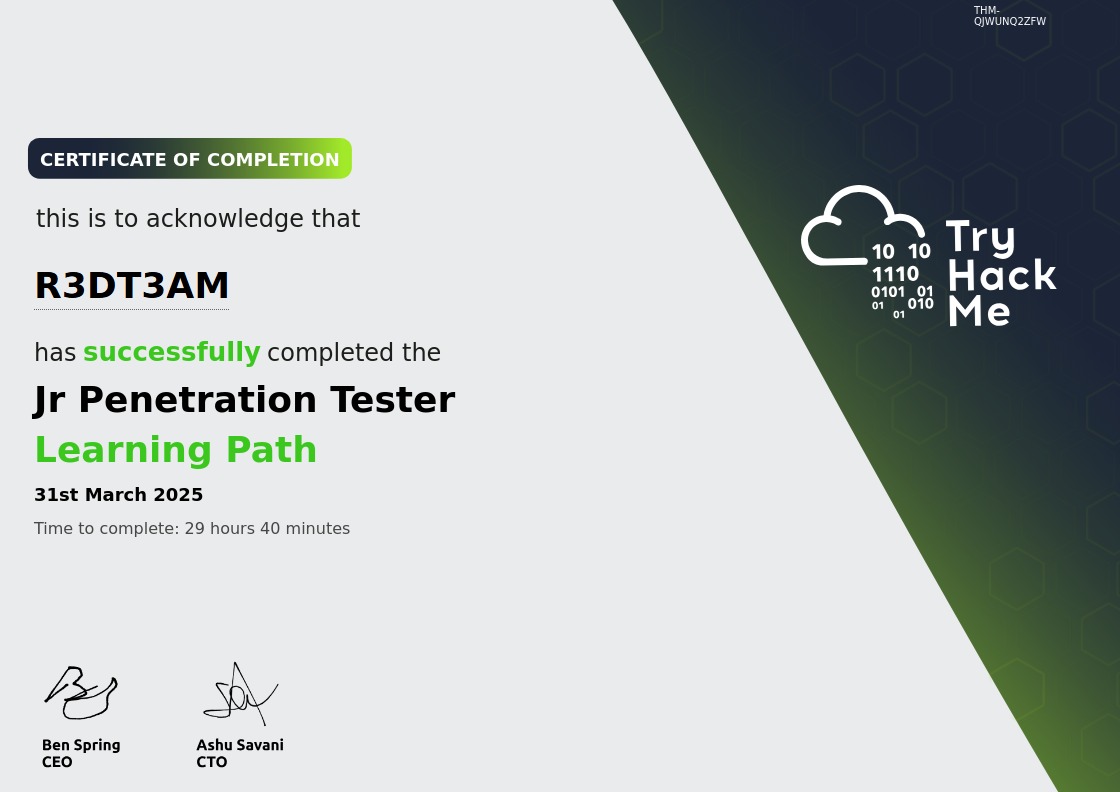 THM-
QJWUNQ2ZFW
CERTIFICATE OF COMPLETION
this is to acknowledge that
R3DT3AM
has successfully completed the
Jr Penetration Tester
Learning Path
31st March 2025
Time to complete: 29 hours 40 minutes
10 10
1110
0101 01
01 010
01
Try
Hack
Me
Ben Spring
CEO
Ashu Savani
CTO